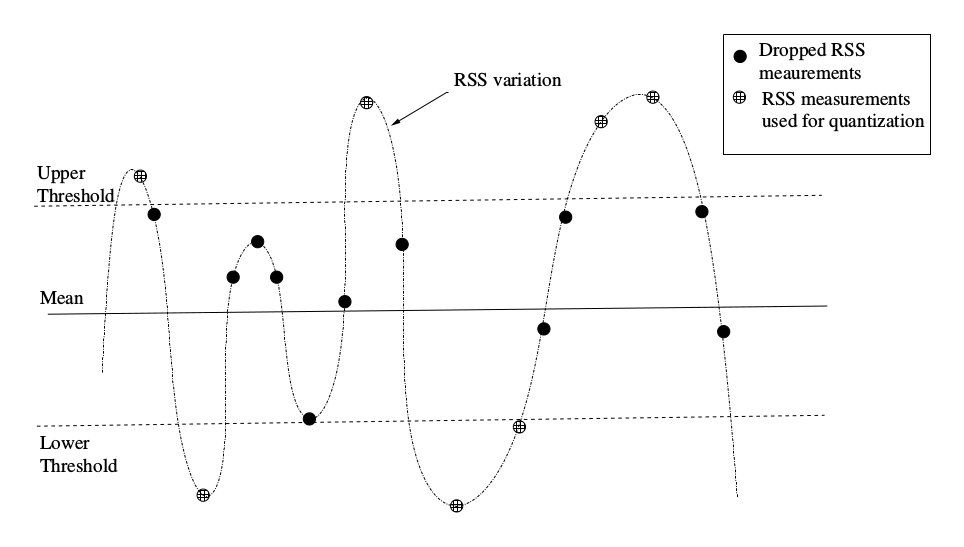 Dropped RSS
meaurements
RSS measurements
used for quantization
RSS variation
Upper
Threshold
Mean
Lower
Threshold